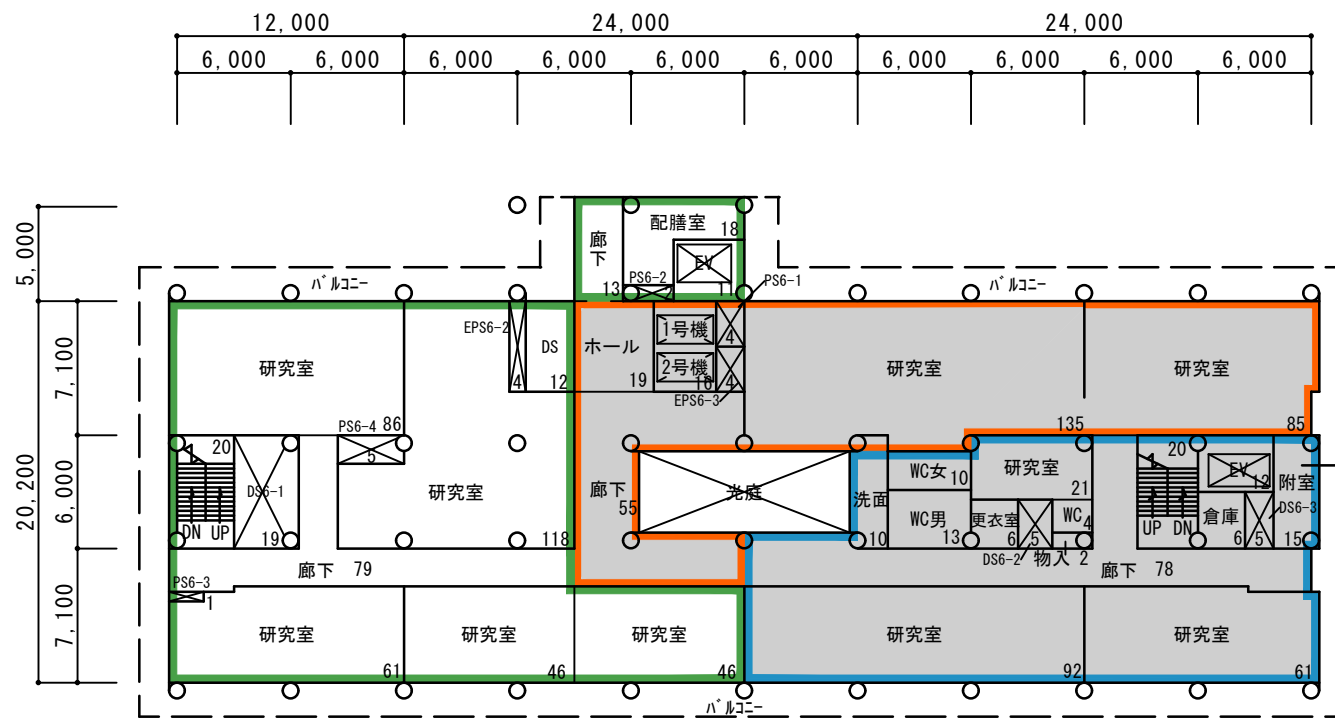 12,000 24,000 24,000
6,000 6,000 6,000 6,000 6,000 6,000 6,000 6,000 6,000 6,000
5,000
20,200
7,100
6,000
7,100
バルコニー
バルコニー
廊下
13
配膳室
18
PS6-2
2
EV
11
PS6-1
EPS6-2
4
DS
12
ホール
19
1号機
2号機
18
4
4
EPS6-3
研究室
86
研究室
135
研究室
85
PS6-4
5
20
DN UP
DS6-1
19
研究室
118
廊下
55
光庭
洗面
10
WC女
10
WC男
13
研究室
21
更衣室
6
5
DS6-2
WC
4
物入 2
20
UP DN
EV
12
倉庫
6
5
附室
DS6-3
15
廊下 79
廊下 78
PS6-3
1
研究室
61
研究室
46
研究室
46
研究室
92
研究室
61
バルコニー